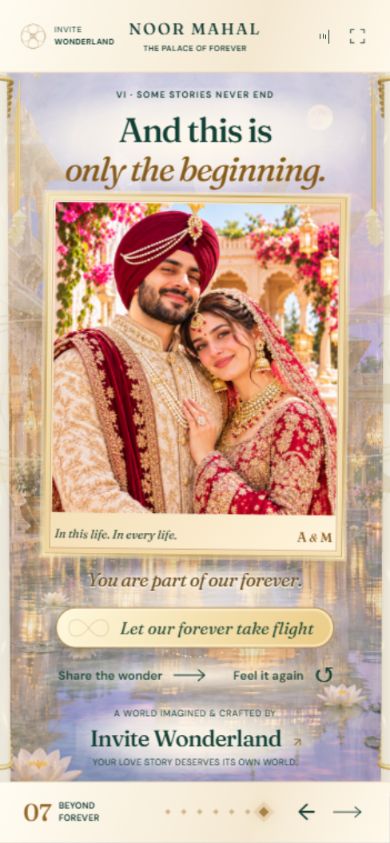 INVITE
WONDERLAND
NOOR MAHAL
THE PALACE OF FOREVER
VI · SOME STORIES NEVER END
And this is
only the beginning.
In this life. In every life.
A & M
You are part of our forever.
Let our forever take flight
Share the wonder
Feel it again
A WORLD IMAGINED & CRAFTED BY
Invite Wonderland
YOUR LOVE STORY DESERVES ITS OWN WORLD.
07
BEYOND
FOREVER